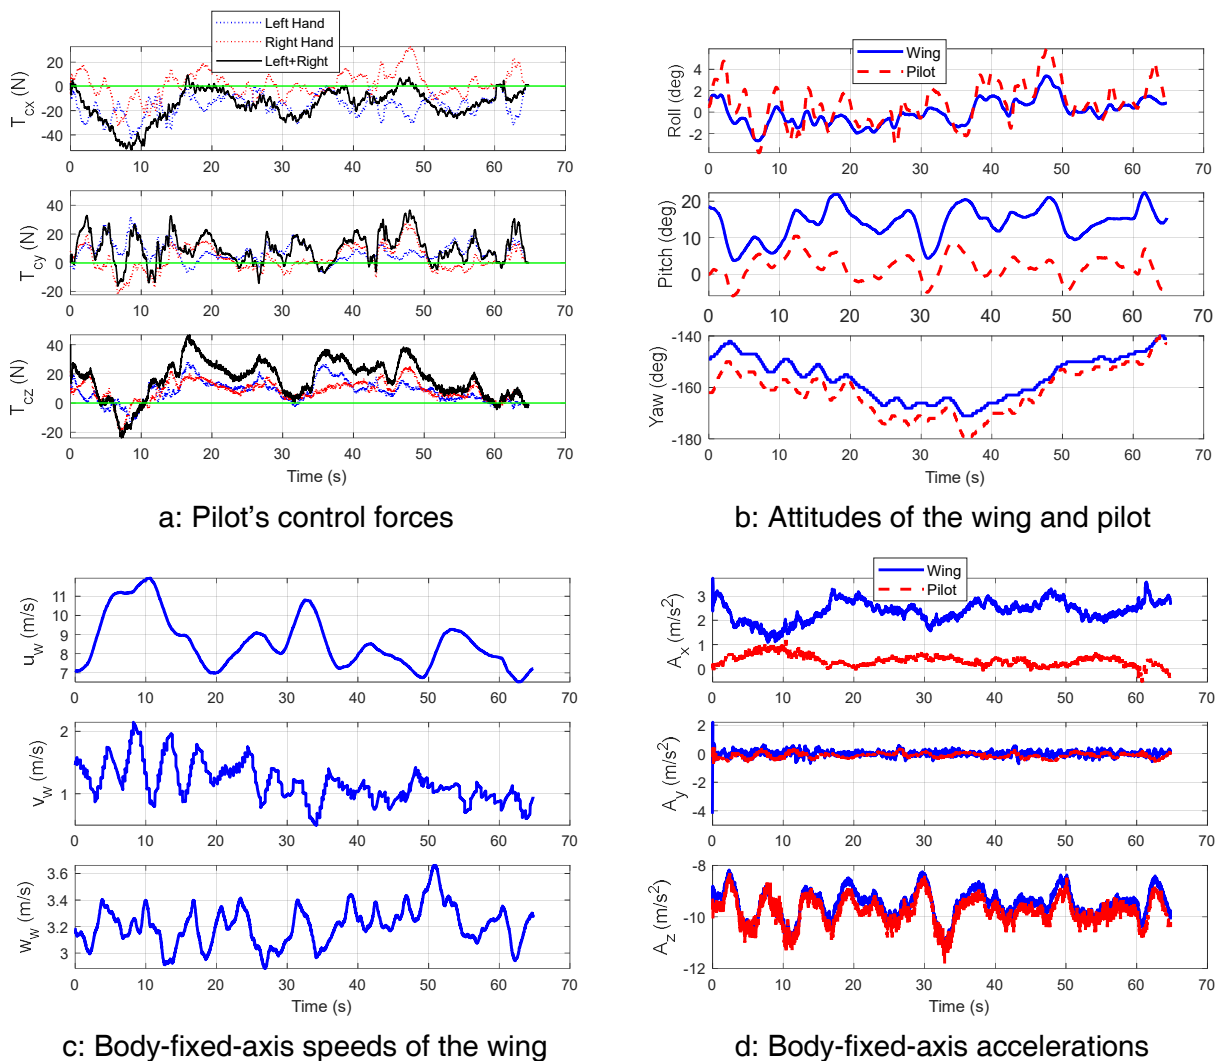 Left Hand
Right Hand
Left+Right
T_cx (N)
20
0
-20
-40
0 10 20 30 40 50 60 70
T_cy (N)
40
20
0
-20
0 10 20 30 40 50 60 70
T_cz (N)
40
20
0
-20
0 10 20 30 40 50 60 70
Time (s)
a: Pilot's control forces
Wing
Pilot
Roll (deg)
4
2
0
-2
0 10 20 30 40 50 60 70
Pitch (deg)
20
10
0
0 10 20 30 40 50 60 70
Yaw (deg)
-140
-160
-180
0 10 20 30 40 50 60 70
Time (s)
b: Attitudes of the wing and pilot
u_w (m/s)
11
10
9
8
7
0 10 20 30 40 50 60 70
v_w (m/s)
2
1
0 10 20 30 40 50 60 70
w_w (m/s)
3.6
3.4
3.2
3
0 10 20 30 40 50 60 70
Time (s)
c: Body-fixed-axis speeds of the wing
Wing
Pilot
A_x (m/s²)
3
2
1
0
0 10 20 30 40 50 60 70
A_y (m/s²)
2
0
-2
-4
0 10 20 30 40 50 60 70
A_z (m/s²)
-8
-10
-12
0 10 20 30 40 50 60 70
Time (s)
d: Body-fixed-axis accelerations